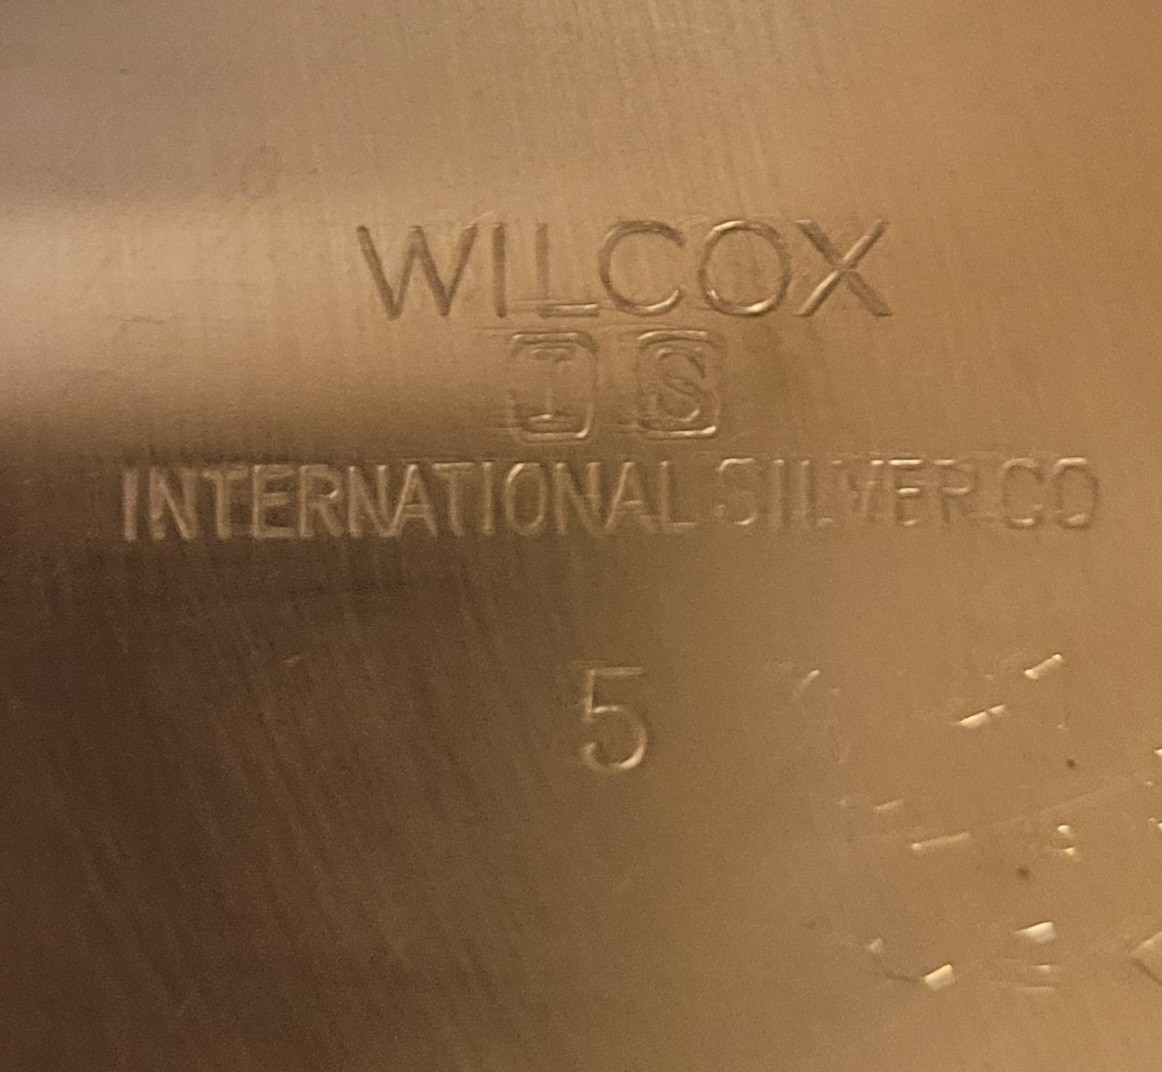 WILCOX
I S
INTERNATIONAL SILVER CO
5